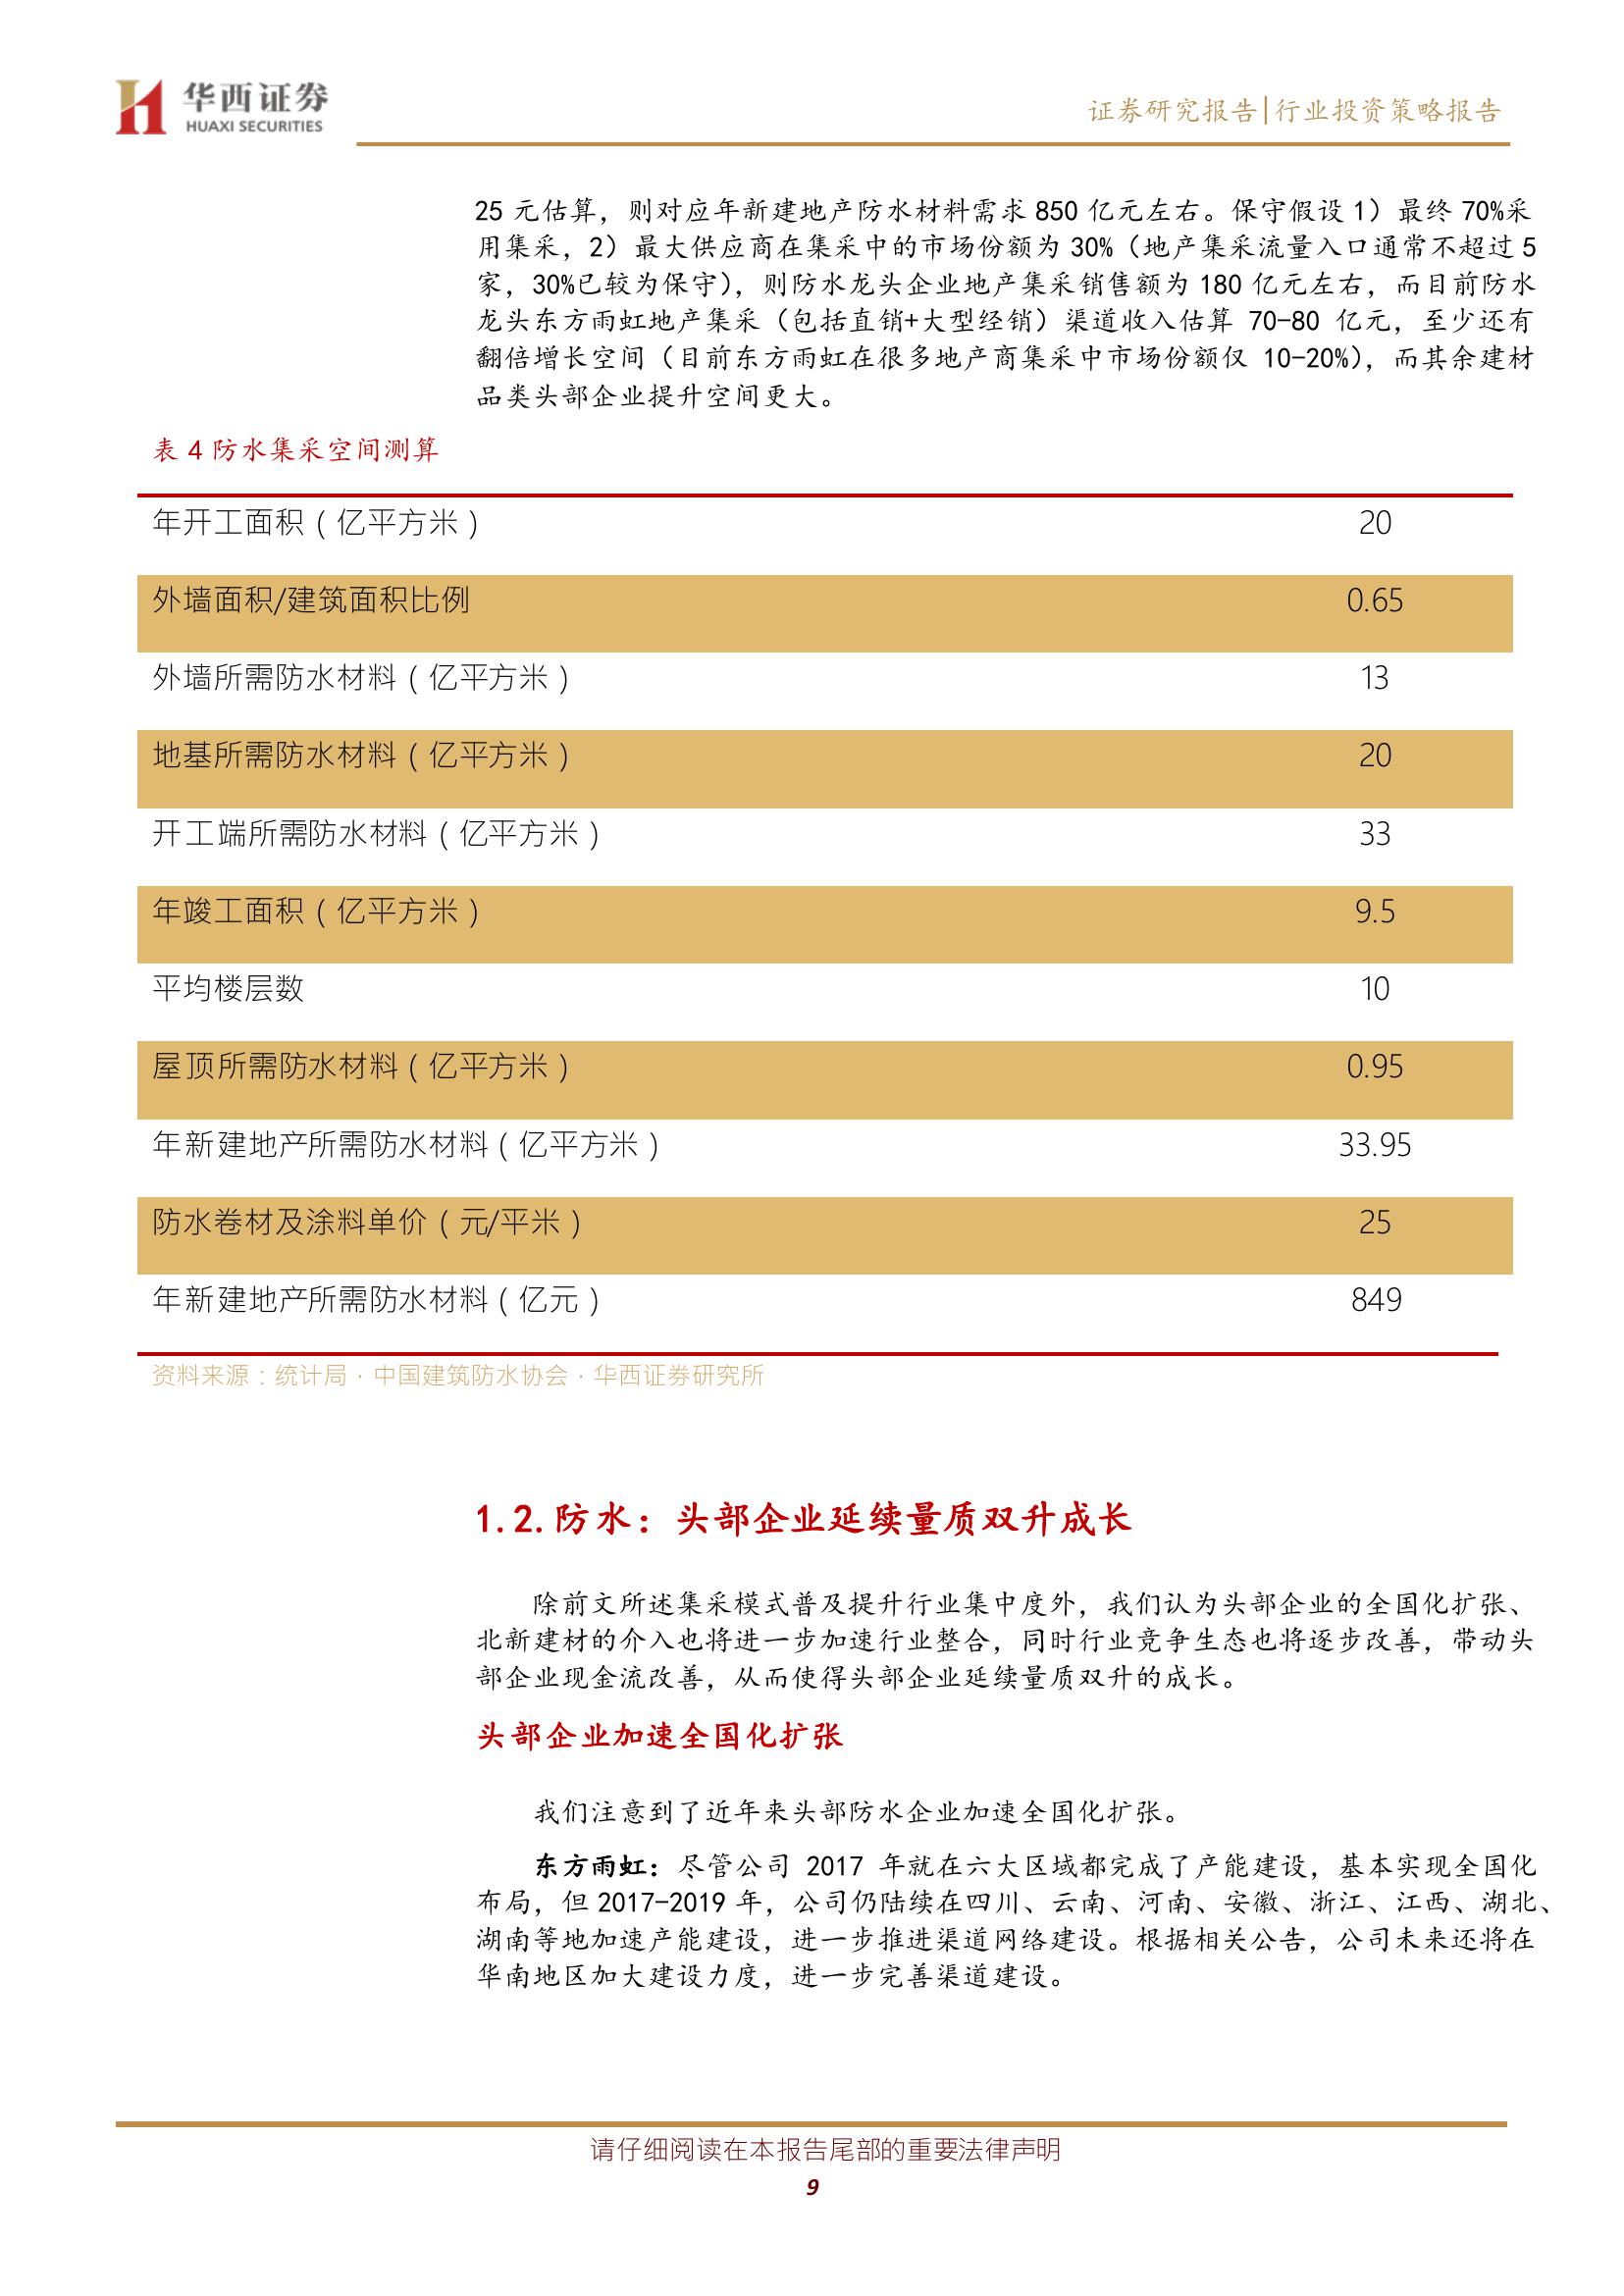 华西证券
HUAXI SECURITIES
证券研究报告|行业投资策略报告
25 元估算，则对应年新建地产防水材料需求 850 亿元左右。保守假设 1）最终 70%采
用集采，2）最大供应商在集采中的市场份额为 30%（地产集采流量入口通常不超过 5
家，30%已较为保守），则防水龙头企业地产集采销售额为 180 亿元左右，而目前防水
龙头东方雨虹地产集采（包括直销+大型经销）渠道收入估算 70-80 亿元，至少还有
翻倍增长空间（目前东方雨虹在很多地产商集采中市场份额仅 10-20%），而其余建材
品类头部企业提升空间更大。
表 4 防水集采空间测算
年开工面积（亿平方米） 20
外墙面积/建筑面积比例 0.65
外墙所需防水材料（亿平方米） 13
地基所需防水材料（亿平方米） 20
开工端所需防水材料（亿平方米） 33
年竣工面积（亿平方米） 9.5
平均楼层数 10
屋顶所需防水材料（亿平方米） 0.95
年新建地产所需防水材料（亿平方米） 33.95
防水卷材及涂料单价（元/平米） 25
年新建地产所需防水材料（亿元） 849
资料来源：统计局，中国建筑防水协会，华西证券研究所
1.2.防水：头部企业延续量质双升成长
除前文所述集采模式普及提升行业集中度外，我们认为头部企业的全国化扩张、
北新建材的介入也将进一步加速行业整合，同时行业竞争生态也将逐步改善，带动头
部企业现金流改善，从而使得头部企业延续量质双升的成长。
头部企业加速全国化扩张
我们注意到了近年来头部防水企业加速全国化扩张。
东方雨虹：尽管公司 2017 年就在六大区域都完成了产能建设，基本实现全国化
布局，但 2017-2019 年，公司仍陆续在四川、云南、河南、安徽、浙江、江西、湖北、
湖南等地加速产能建设，进一步推进渠道网络建设。根据相关公告，公司未来还将在
华南地区加大建设力度，进一步完善渠道建设。
请仔细阅读在本报告尾部的重要法律声明
9